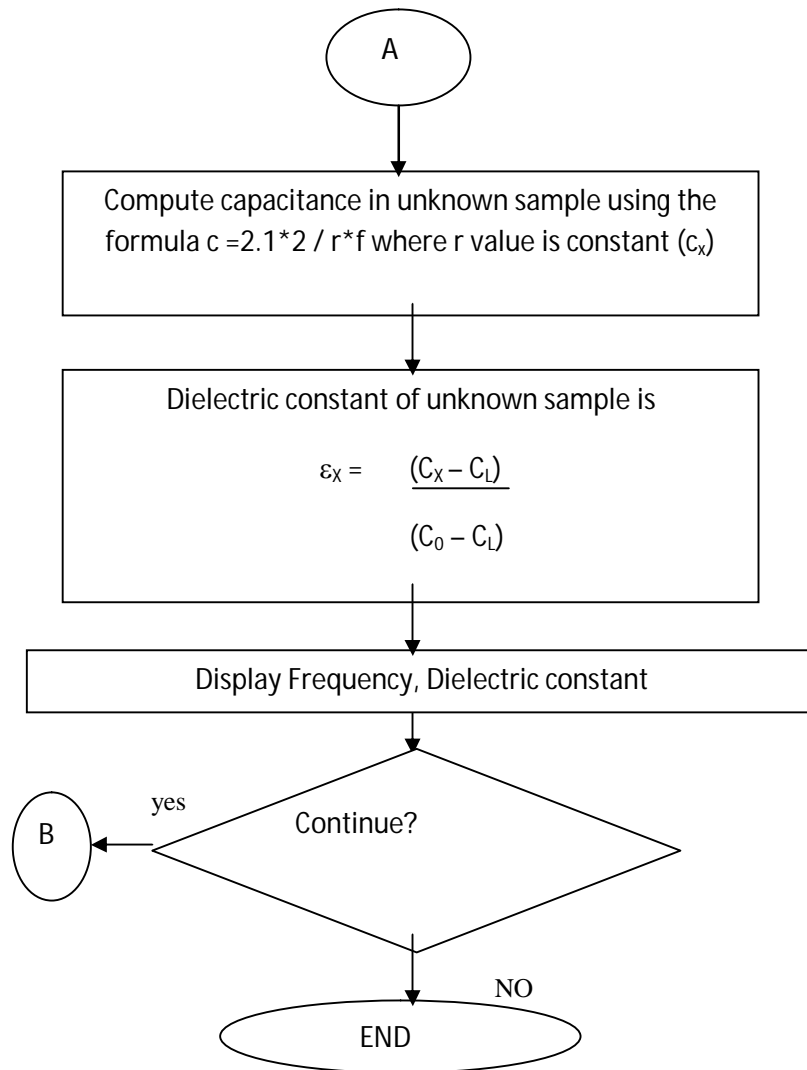 A
Compute capacitance in unknown sample using the
formula c =2.1*2 / r*f where r value is constant (cₓ)
Dielectric constant of unknown sample is
εX = (CX – CL)
(C0 – CL)
Display Frequency, Dielectric constant
yes
Continue?
B
NO
END